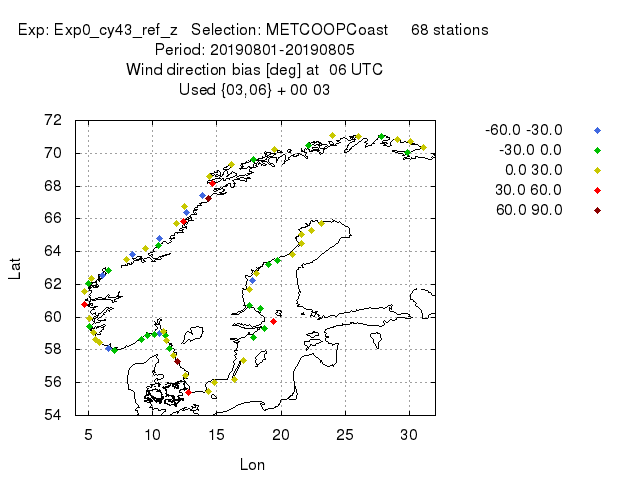 Exp: Exp0_cy43_ref_z Selection: METCOOPCoast 68 stations
Period: 20190801-20190805
Wind direction bias [deg] at 06 UTC
Used {03,06} + 00 03
72
70
68
66
64
62
60
58
56
54
Lat
5 10 15 20 25 30
Lon
-60.0 -30.0
-30.0 0.0
0.0 30.0
30.0 60.0
60.0 90.0